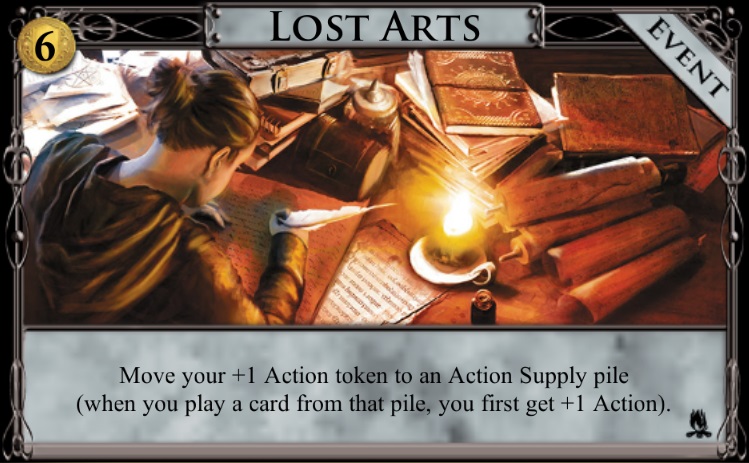 6
LOST ARTS
EVENT
Move your +1 Action token to an Action Supply pile
(when you play a card from that pile, you first get +1 Action).